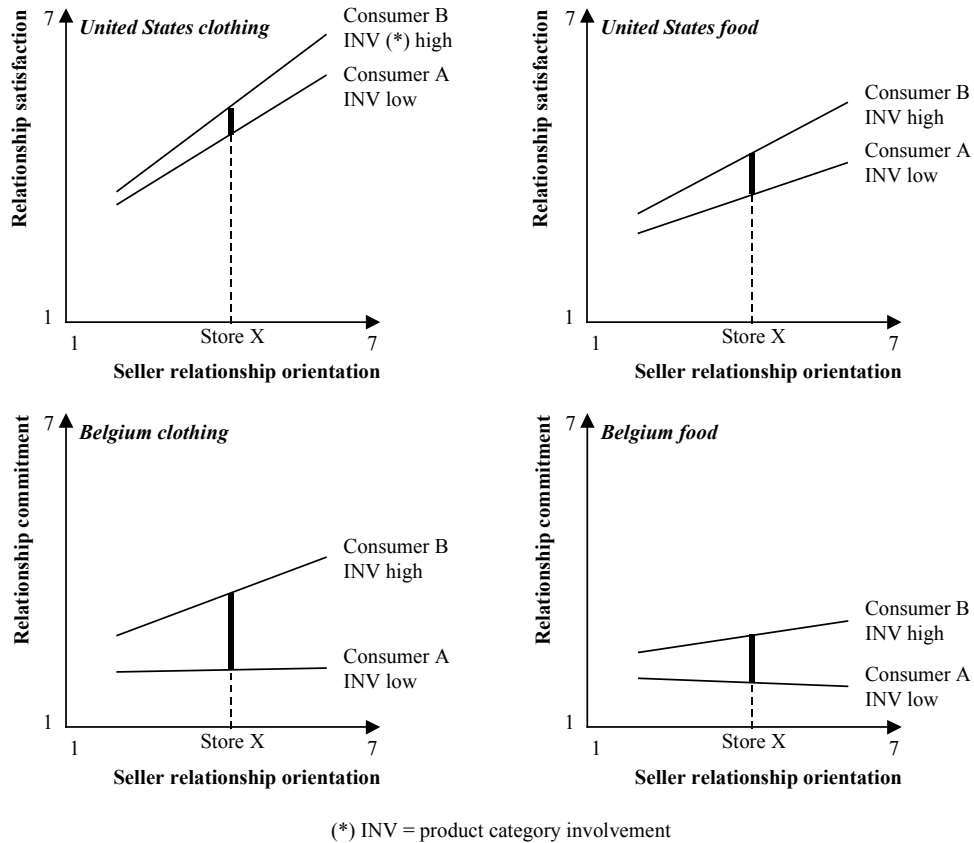 7
United States clothing
Relationship satisfaction
Consumer B
INV (*) high
Consumer A
INV low
1
Store X
1
7
Seller relationship orientation
7
United States food
Relationship satisfaction
Consumer B
INV high
Consumer A
INV low
1
Store X
1
7
Seller relationship orientation
7
Belgium clothing
Relationship commitment
Consumer B
INV high
Consumer A
INV low
1
Store X
1
7
Seller relationship orientation
7
Belgium food
Relationship commitment
Consumer B
INV high
Consumer A
INV low
1
Store X
1
7
Seller relationship orientation
(*) INV = product category involvement